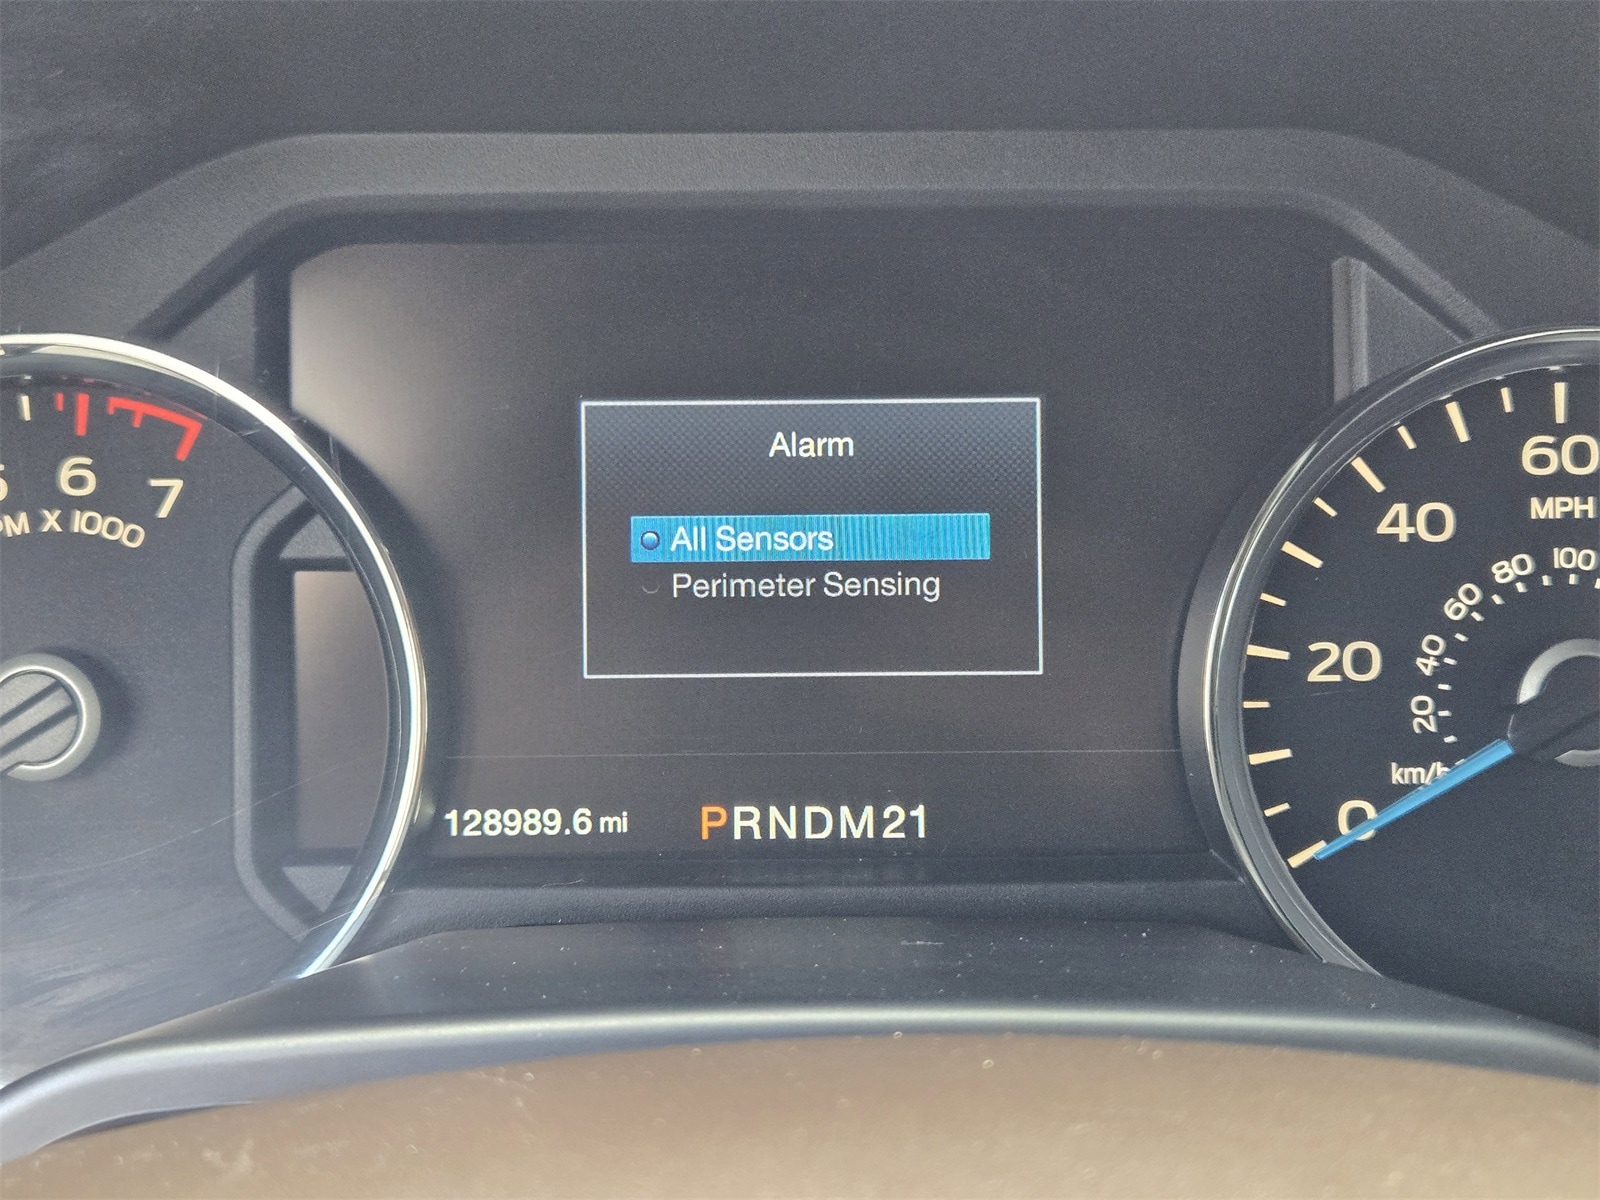 Alarm
All Sensors
Perimeter Sensing
6
7
X 1000
60
MPH
40
20
0
100
80
60
40
20
km/h
128989.6 mi
PRNDM21